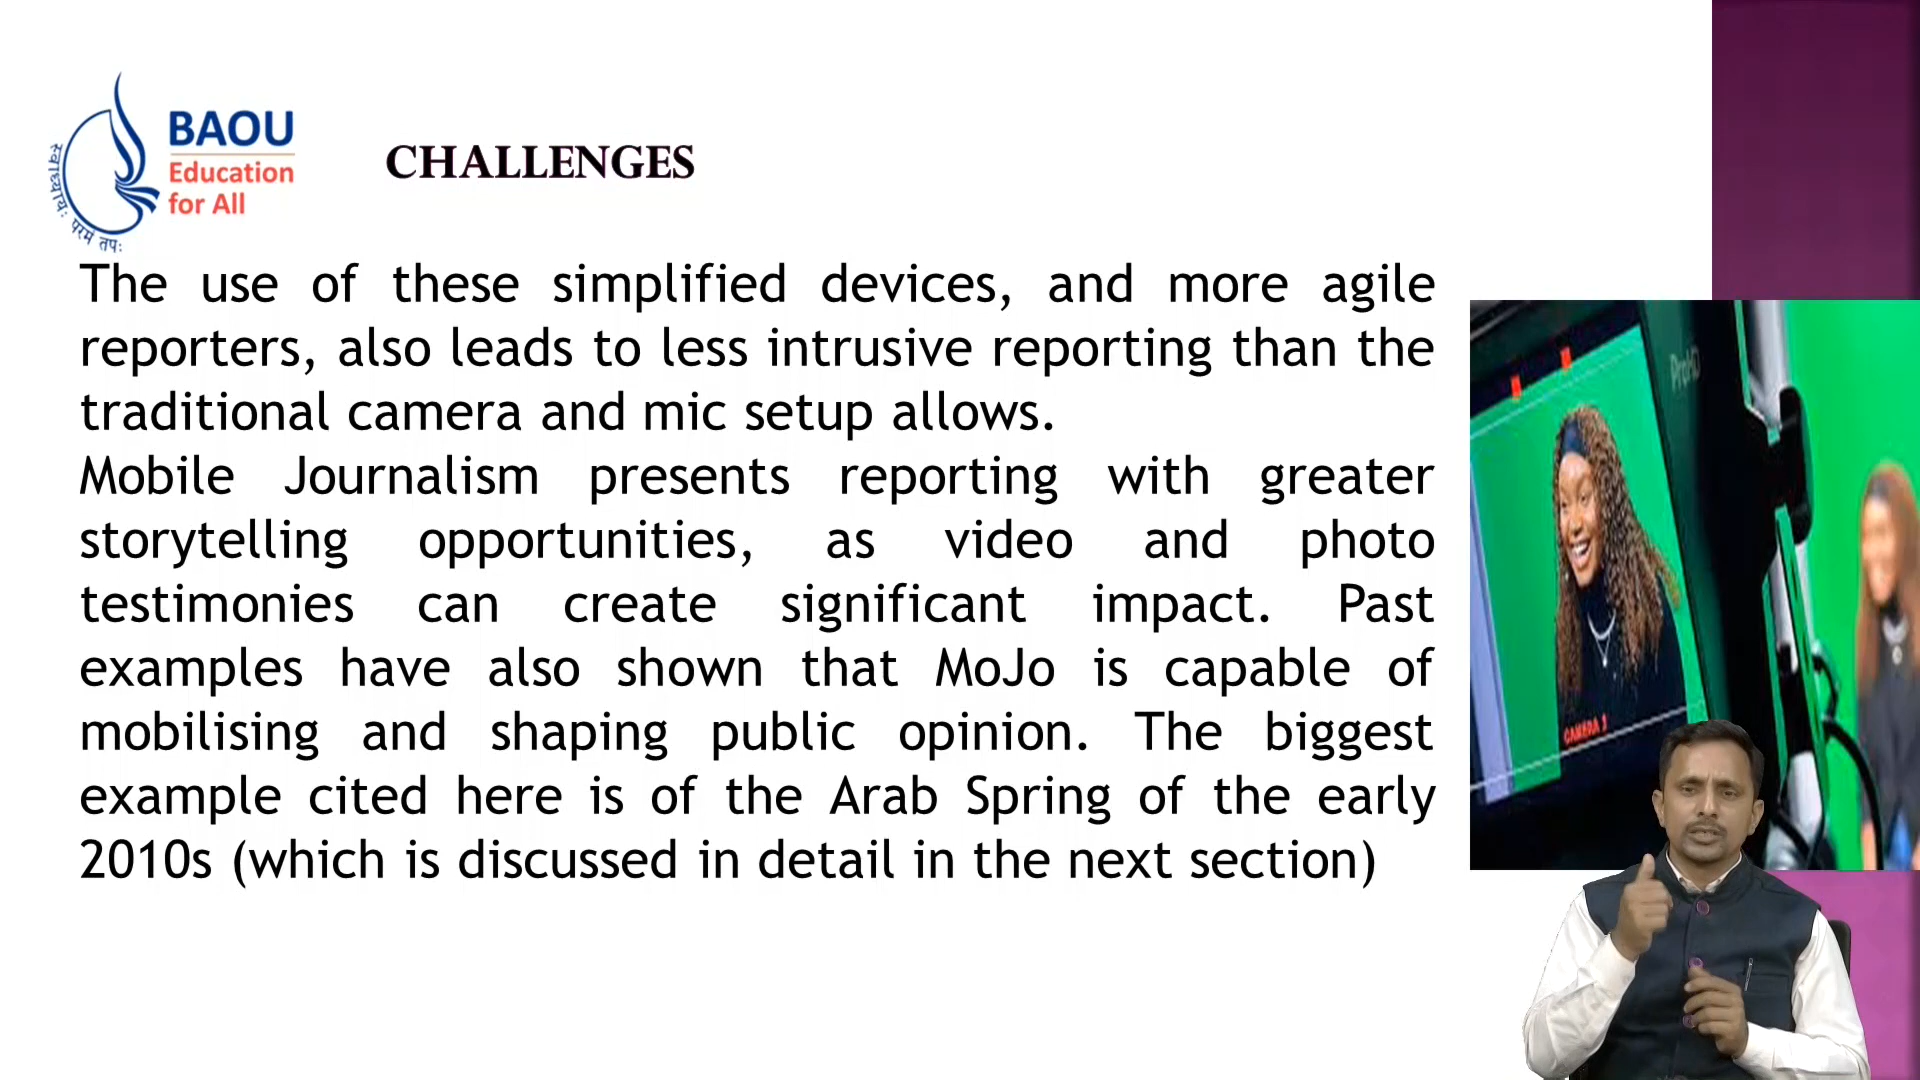 BAOU
Education
for All
स्वाध्यायः परमं तपः
CHALLENGES
The use of these simplified devices, and more agile
reporters, also leads to less intrusive reporting than the
traditional camera and mic setup allows.
Mobile Journalism presents reporting with greater
storytelling opportunities, as video and photo
testimonies can create significant impact. Past
examples have also shown that MoJo is capable of
mobilising and shaping public opinion. The biggest
example cited here is of the Arab Spring of the early
2010s (which is discussed in detail in the next section)
ProHD
CAMERA